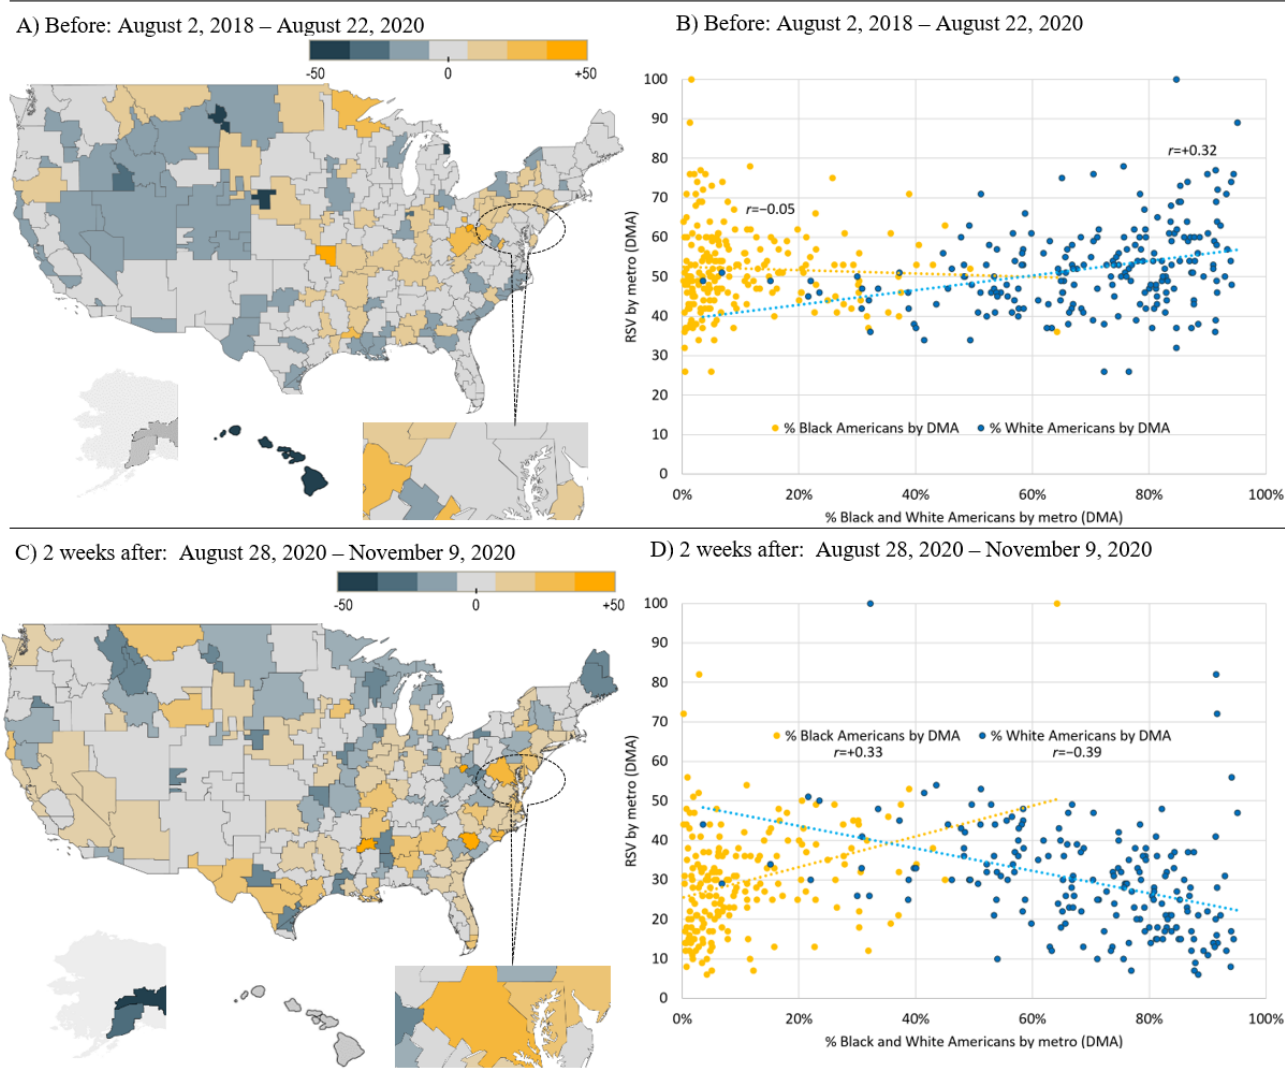 A) Before: August 2, 2018 – August 22, 2020
-50
0
+50
B) Before: August 2, 2018 – August 22, 2020
100
90
80
70
60
50
40
30
20
10
0
RSV by metro (DMA)
r=+0.32
r=−0.05
% Black Americans by DMA
% White Americans by DMA
0%
20%
40%
60%
80%
100%
% Black and White Americans by metro (DMA)
C) 2 weeks after: August 28, 2020 – November 9, 2020
-50
0
+50
D) 2 weeks after: August 28, 2020 – November 9, 2020
100
90
80
70
60
50
40
30
20
10
0
RSV by metro (DMA)
% Black Americans by DMA
% White Americans by DMA
r=+0.33
r=−0.39
0%
20%
40%
60%
80%
100%
% Black and White Americans by metro (DMA)